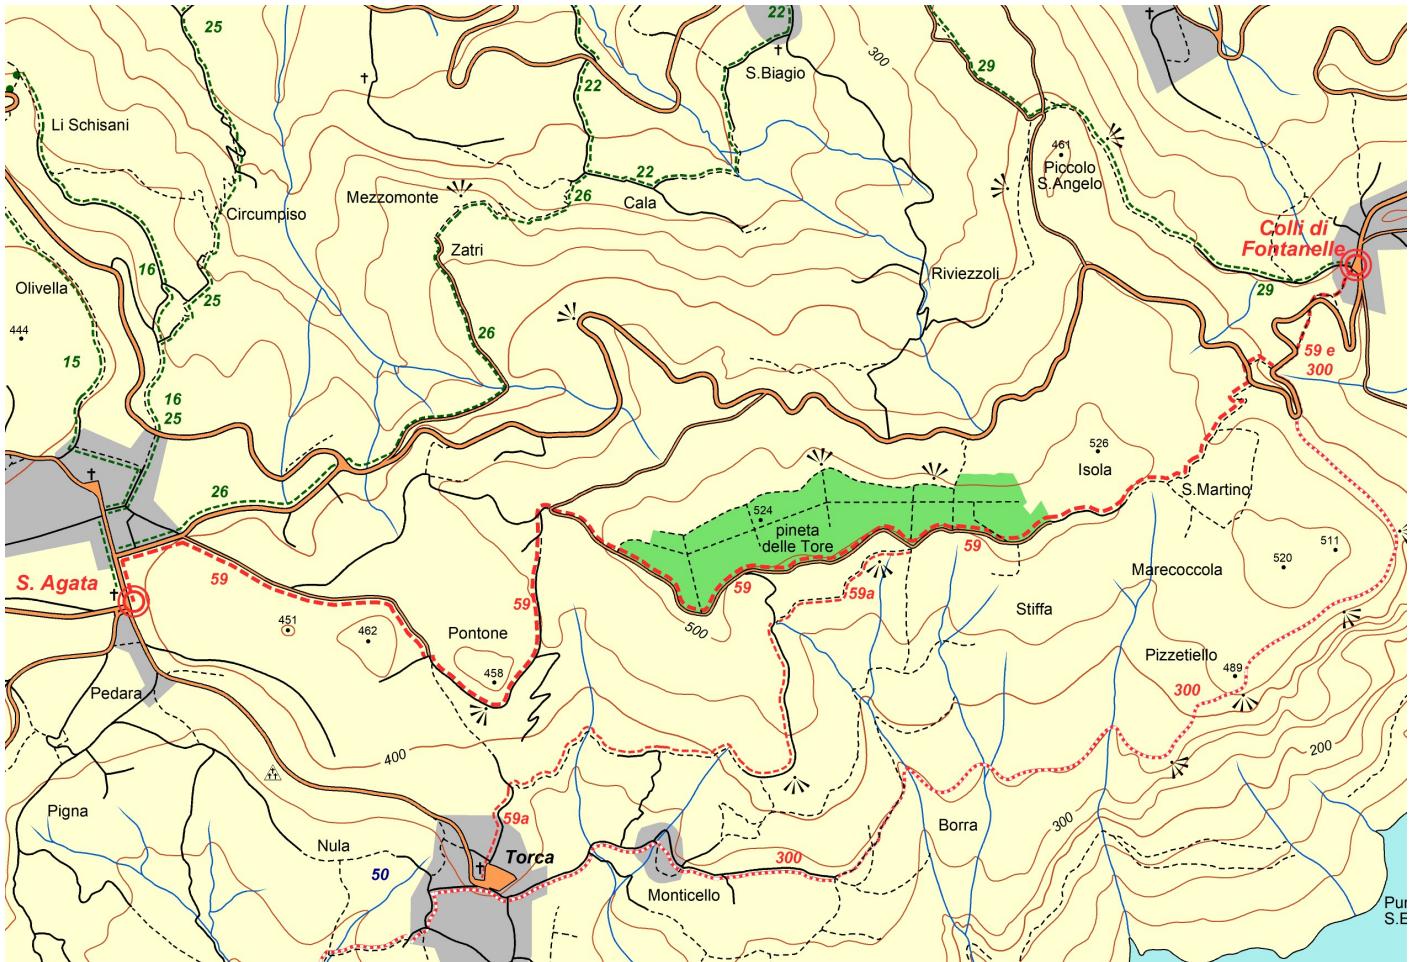 25
22
22
29
300
S.Biagio
Li Schisani
461
Piccolo
S.Angelo
22
26
Mezzomonte
Cala
Circumpiso
Colli di
Fontanelle
Zatri
16
25
Riviezzoli
29
Olivella
444
26
15
59 e
300
16
25
526
Isola
26
S.Martino
524
pineta
delle Tore
511
520
S. Agata
59
59
59
59
59a
Marecoccola
Stiffa
451
462
Pontone
500
458
Pizzetiello
489
300
Pedara
400
200
Pigna
59a
300
Borra
Nula
50
Torca
300
Monticello
S.E